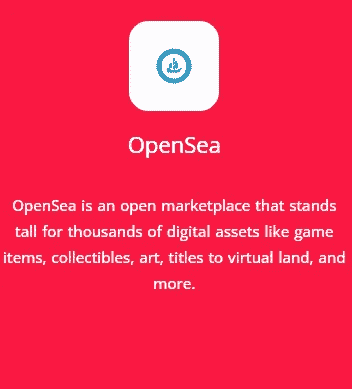 OpenSea
OpenSea is an open marketplace that stands
tall for thousands of digital assets like game
items, collectibles, art, titles to virtual land, and
more.